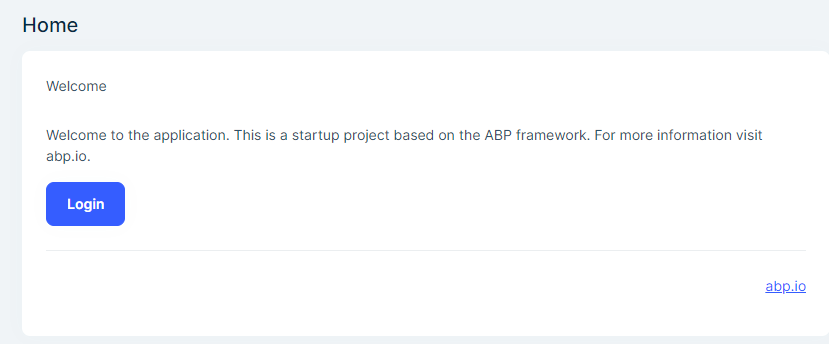 Home
Welcome
Welcome to the application. This is a startup project based on the ABP framework. For more information visit
abp.io.
Login
abp.io